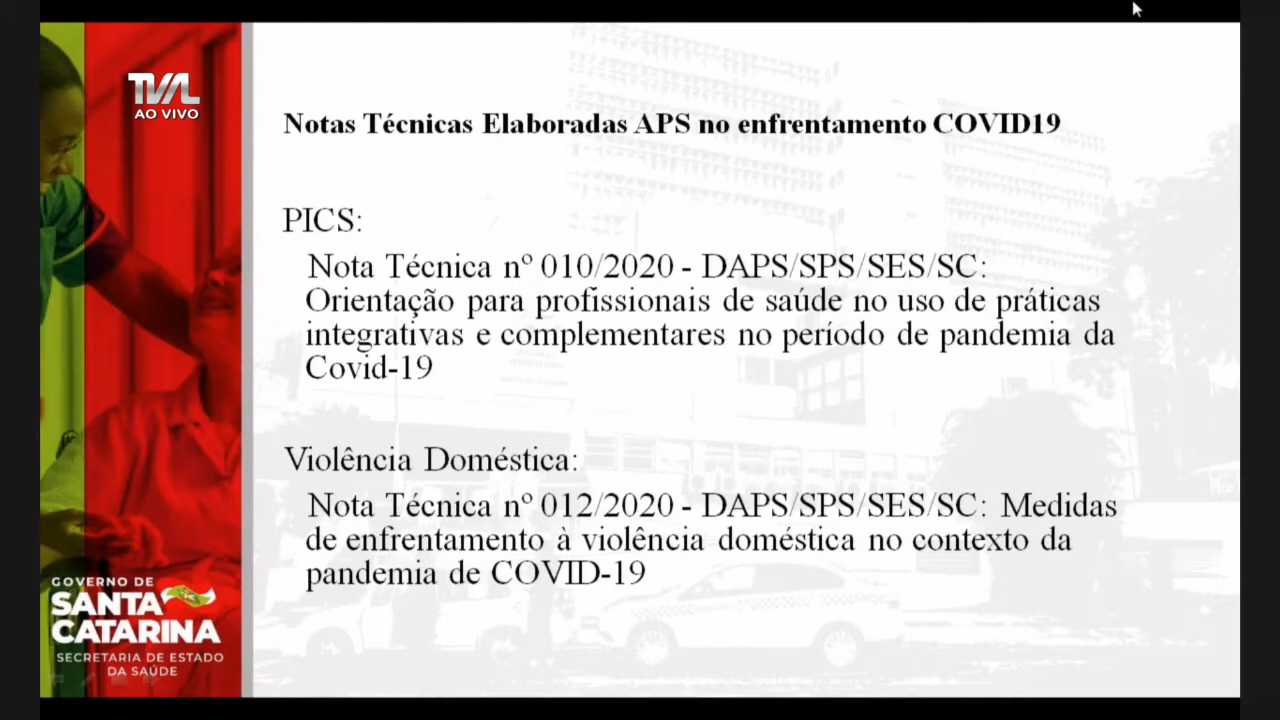 TVAL
AO VIVO
Notas Técnicas Elaboradas APS no enfrentamento COVID19
PICS:
Nota Técnica nº 010/2020 - DAPS/SPS/SES/SC:
Orientação para profissionais de saúde no uso de práticas
integrativas e complementares no período de pandemia da
Covid-19
Violência Doméstica:
Nota Técnica nº 012/2020 - DAPS/SPS/SES/SC: Medidas
de enfrentamento à violência doméstica no contexto da
pandemia de COVID-19
GOVERNO DE
SANTA
CATARINA
SECRETARIA DE ESTADO
DA SAÚDE